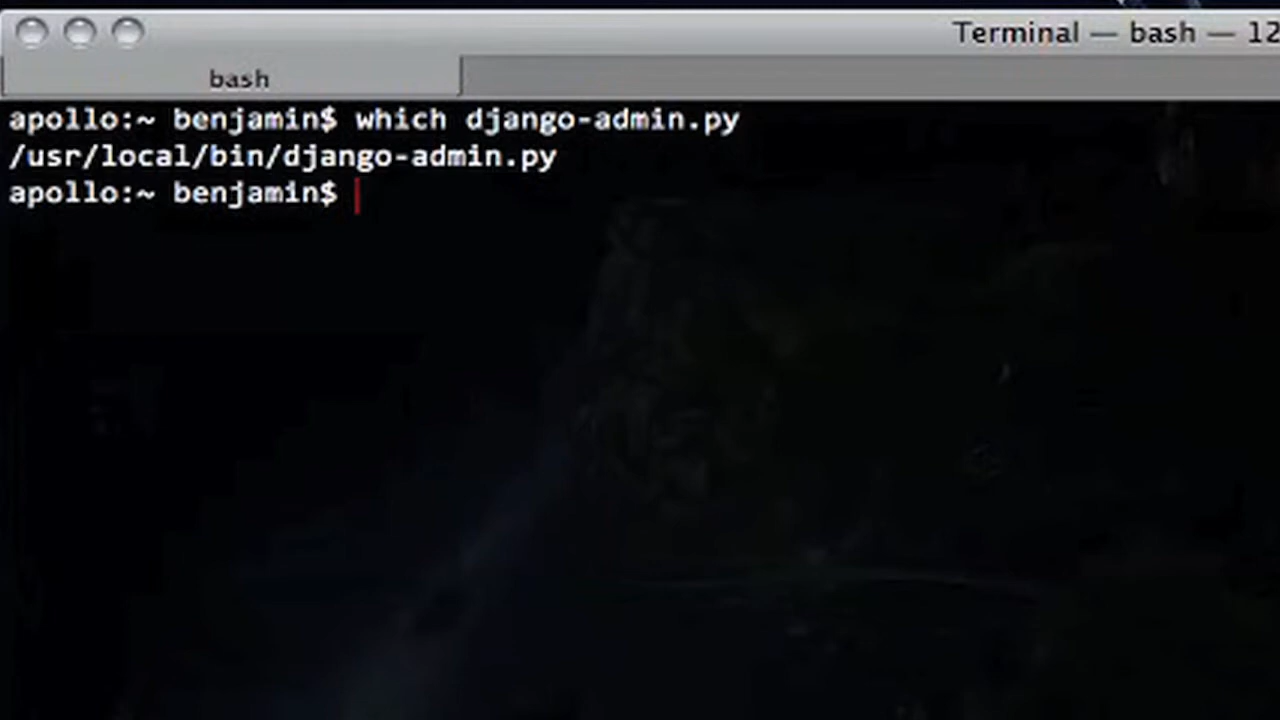 Terminal — bash — 12
bash
apollo:~ benjamin$ which django-admin.py
/usr/local/bin/django-admin.py
apollo:~ benjamin$